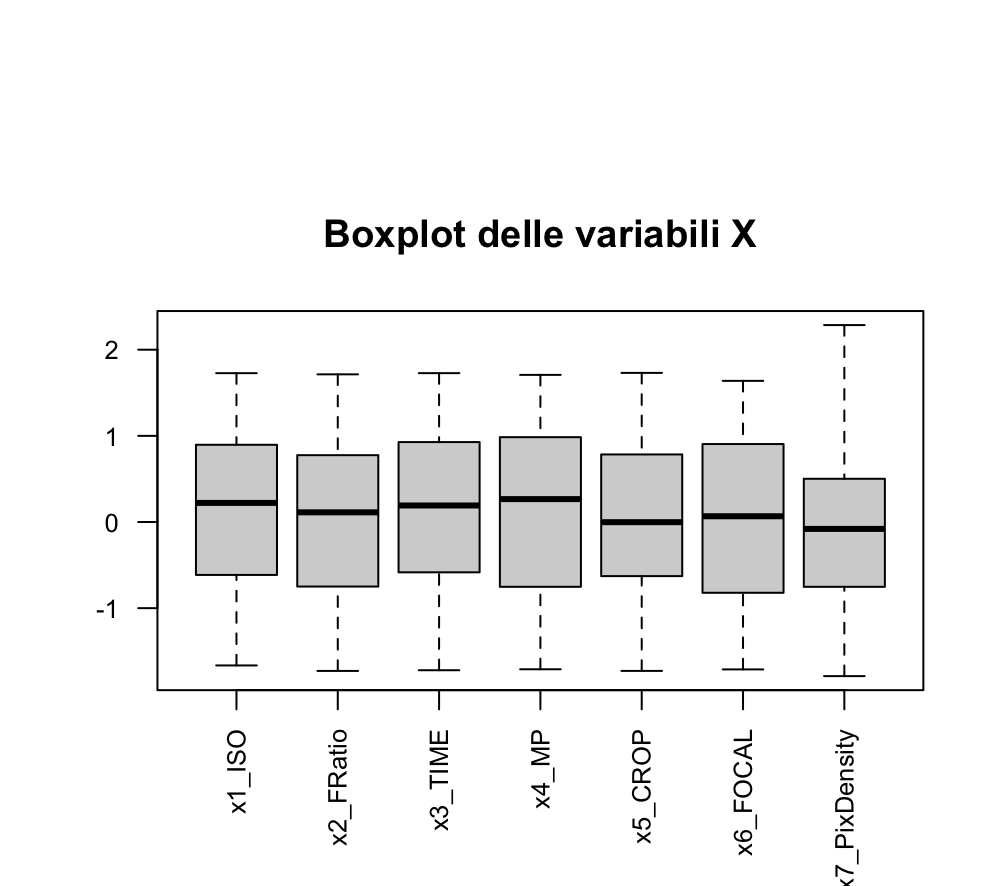 Boxplot delle variabili X
2
1
0
-1
x1_ISO
x2_FRatio
x3_TIME
x4_MP
x5_CROP
x6_FOCAL
x7_PixDensity